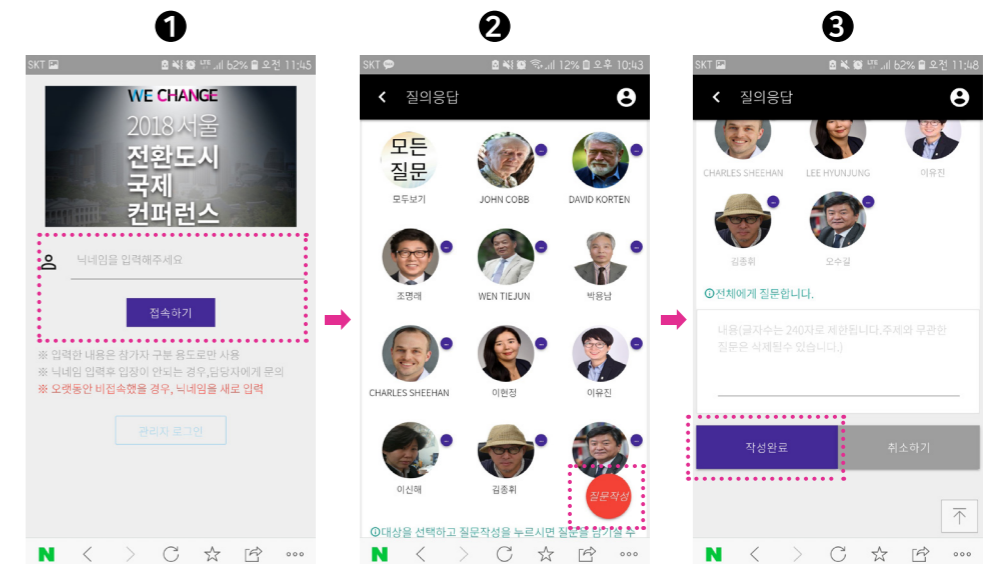 ❶
SKT LTE 62% 오전 11:45
WE CHANGE
2018 서울
전환도시
국제
컨퍼런스
닉네임을 입력해주세요
접속하기
※ 입력한 내용은 참가자 구분 용도로만 사용
※ 닉네임 입력후 입장이 안되는 경우,담당자에게 문의
※ 오랫동안 비접속했을 경우, 닉네임을 새로 입력
관리자 로그인
N
❷
SKT 12% 오후 10:43
질의응답
모든
질문
모두보기
JOHN COBB
DAVID KORTEN
조명래
WEN TIEJUN
박용남
CHARLES SHEEHAN
이현정
이유진
이신해
김종휘
질문작성
대상을 선택하고 질문작성을 누르시면 질문을 남기실 수
N
❸
SKT LTE 62% 오전 11:48
질의응답
CHARLES SHEEHAN
LEE HYUNJUNG
이유진
김종휘
오수길
전체에게 질문합니다.
내용(글자수는 240자로 제한됩니다.주제와 무관한
질문은 삭제될수 있습니다.)
작성완료
취소하기
N